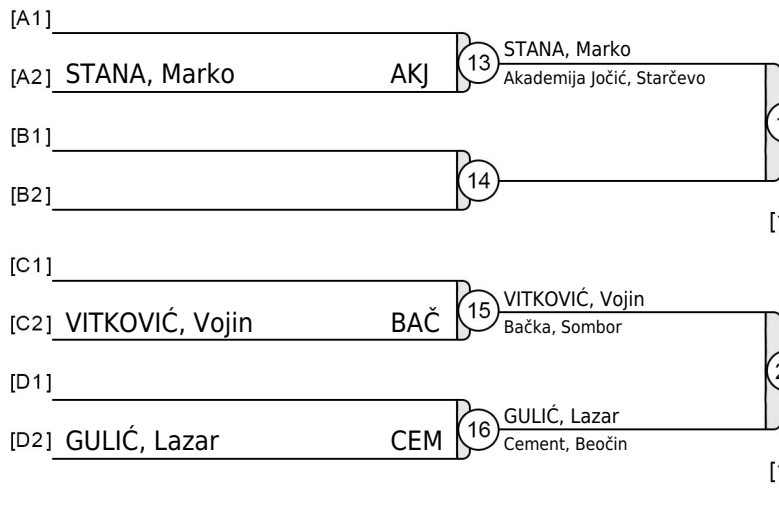 [A1]
[A2] STANA, Marko AKJ
13
STANA, Marko
Akademija Jočić, Starčevo
[B1]
14
[B2]
[C1]
[C2] VITKOVIĆ, Vojin BAČ
15
VITKOVIĆ, Vojin
Bačka, Sombor
[D1]
[D2] GULIĆ, Lazar CEM
16
GULIĆ, Lazar
Cement, Beočin